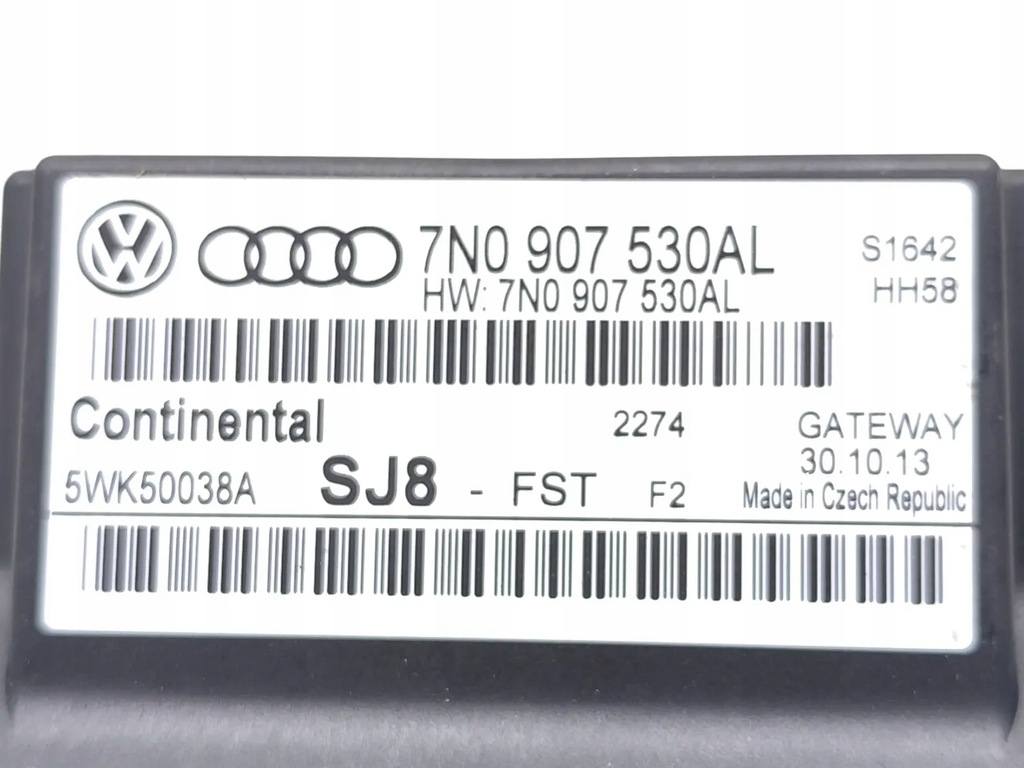 7N0 907 530AL S1642
HW: 7N0 907 530AL HH58
Continental 2274 GATEWAY
30.10.13
5WK50038A SJ8 - FST F2 Made in Czech Republic